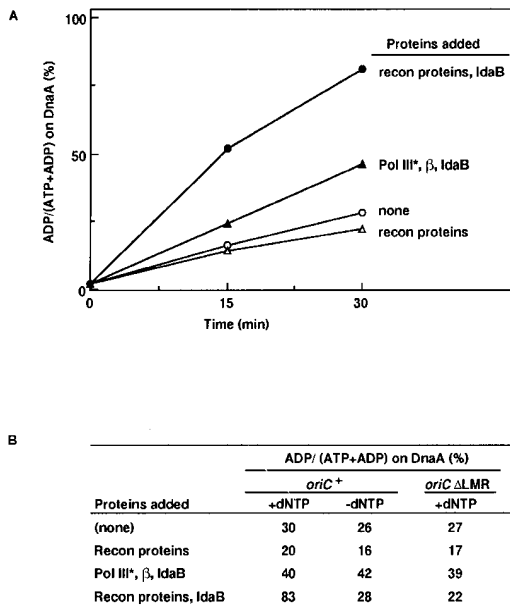 A
100
Proteins added
recon proteins, IdaB
ADP/(ATP+ADP) on DnaA (%)
50
Pol III*, β, IdaB
none
recon proteins
0
0
15
30
Time (min)
B
ADP/ (ATP+ADP) on DnaA (%)
oriC + oriC ΔLMR
Proteins added +dNTP -dNTP +dNTP
(none) 30 26 27
Recon proteins 20 16 17
Pol III*, β, IdaB 40 42 39
Recon proteins, IdaB 83 28 22